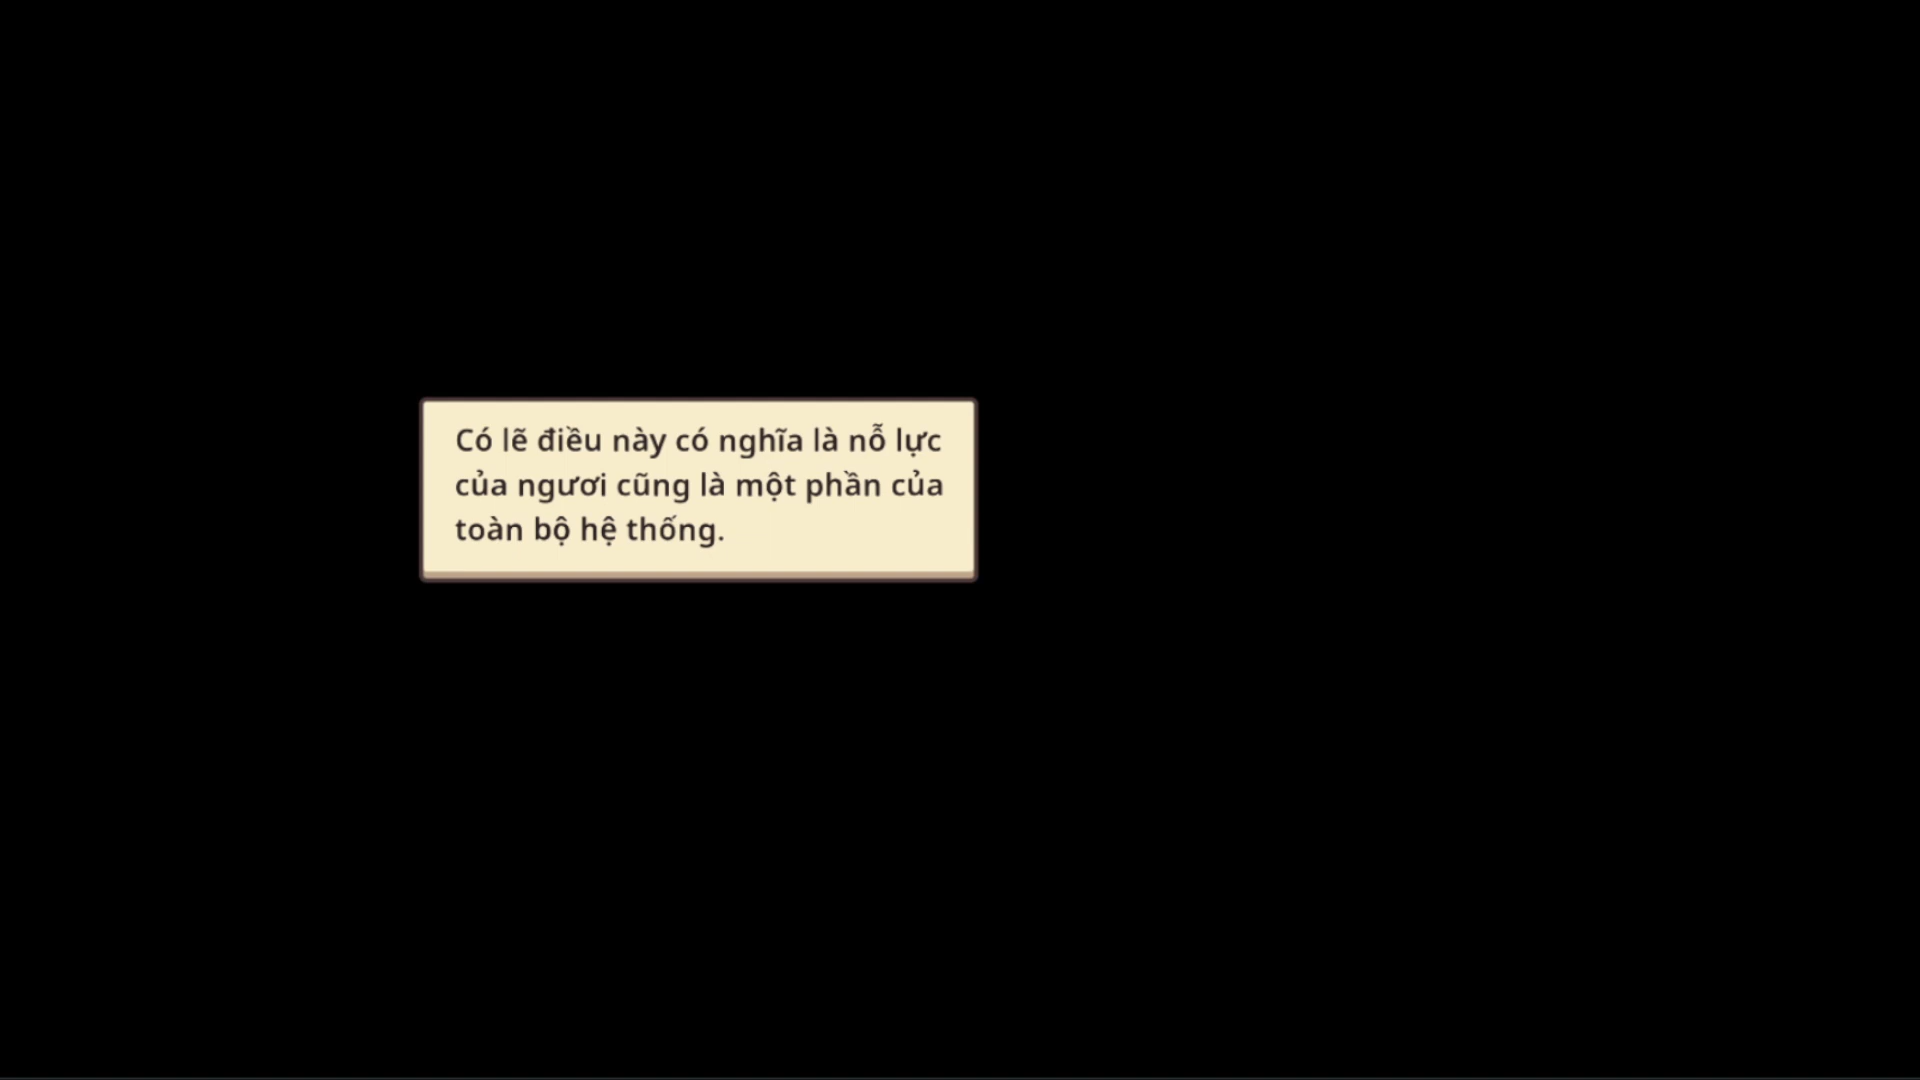 Có lẽ điều này có nghĩa là nỗ lực
của ngươi cũng là một phần của
toàn bộ hệ thống.